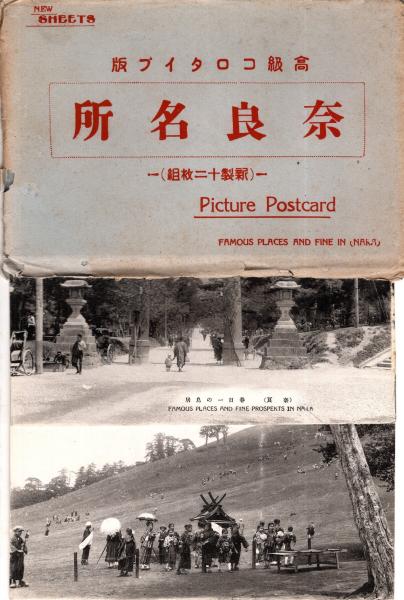 NEW
SHEETS
版プイタロコ級高
所名良奈
─(組枚二十製新)─
Picture Postcard
FAMOUS PLACES AND FINE IN (NARA)
居鳥の一日春 (良奈)
FAMOUS PLACES AND FINE PROSPEKTS IN NARA